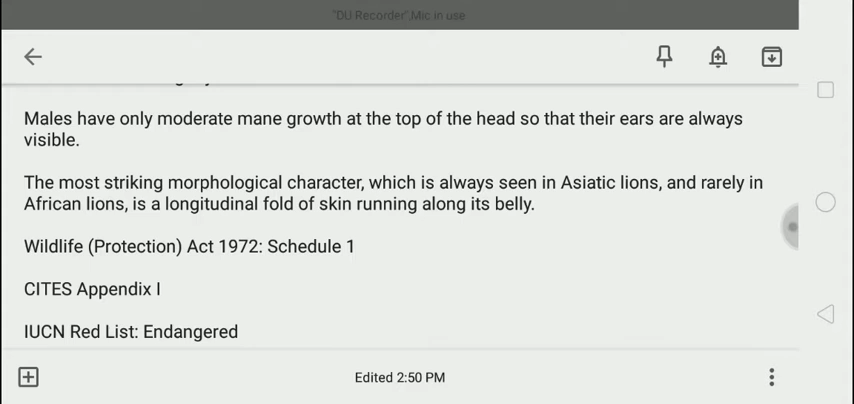 "DU Recorder".Mic in use
Males have only moderate mane growth at the top of the head so that their ears are always
visible.
The most striking morphological character, which is always seen in Asiatic lions, and rarely in
African lions, is a longitudinal fold of skin running along its belly.
Wildlife (Protection) Act 1972: Schedule 1
CITES Appendix I
IUCN Red List: Endangered
Edited 2:50 PM